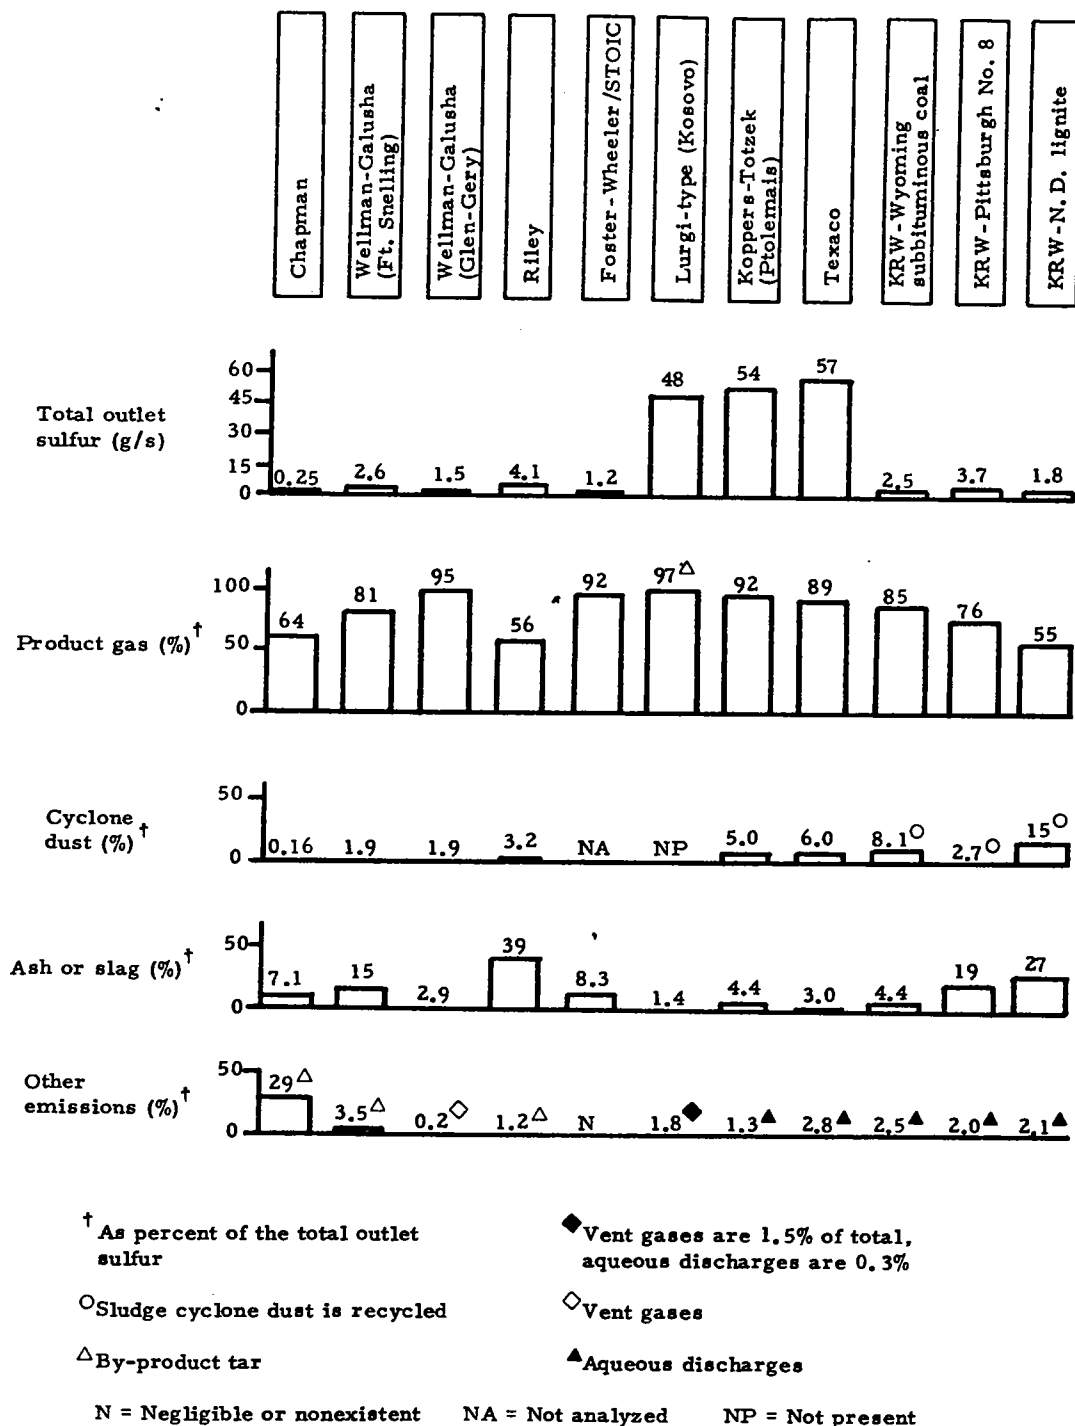 Chapman
Wellman-Galusha
(Ft. Snelling)
Wellman-Galusha
(Glen-Gery)
Riley
Foster-Wheeler/STOIC
Lurgi-type (Kosovo)
Koppers-Totzek
(Ptolemais)
Texaco
KRW-Wyoming
subbituminous coal
KRW-Pittsburgh No. 8
KRW-N.D. lignite
Total outlet
sulfur (g/s)
60
45
30
15
0
0.25 2.6 1.5 4.1 1.2 48 54 57 2.5 3.7 1.8
Product gas (%)†
100
50
0
64 81 95 56 92 97△ 92 89 85 76 55
Cyclone
dust (%)†
50
0
0.16 1.9 1.9 3.2 NA NP 5.0 6.0 8.1○ 2.7○ 15○
Ash or slag (%)†
50
0
7.1 15 2.9 39 8.3 1.4 4.4 3.0 4.4 19 27
Other
emissions (%)†
50
0
29△ 3.5△ 0.2◇ 1.2△ N 1.8◆ 1.3▲ 2.8▲ 2.5▲ 2.0▲ 2.1▲
† As percent of the total outlet
sulfur
○Sludge cyclone dust is recycled
△By-product tar
◆Vent gases are 1.5% of total,
aqueous discharges are 0.3%
◇Vent gases
▲Aqueous discharges
N = Negligible or nonexistent NA = Not analyzed NP = Not present